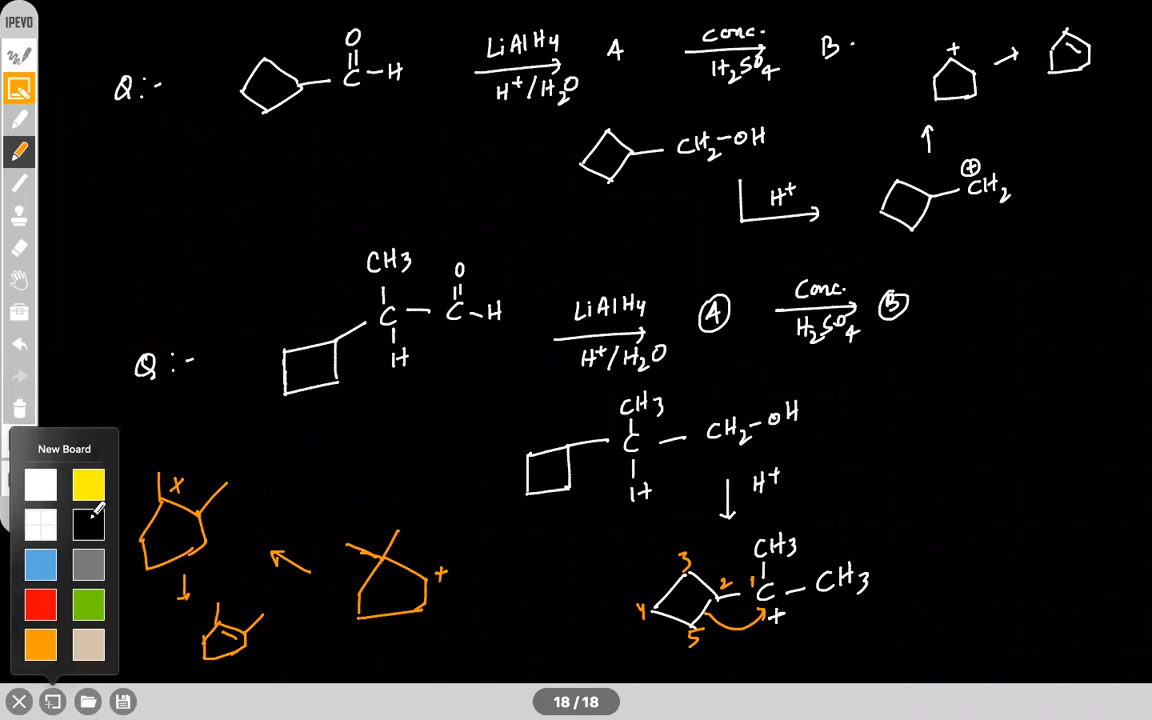 IPEVO
Q:-
O
||
C-H
LiAlH4
H+/H2O
A
Conc.
H2SO4
B.
+
CH2-OH
H+
+
CH2
Q:-
CH3
C
H
O
||
C-H
LiAlH4
H+/H2O
A
Conc.
H2SO4
B
CH3
C
H
CH2-OH
H+
CH3
C
+
CH3
1
2
3
4
5
+
x
New Board
18 / 18